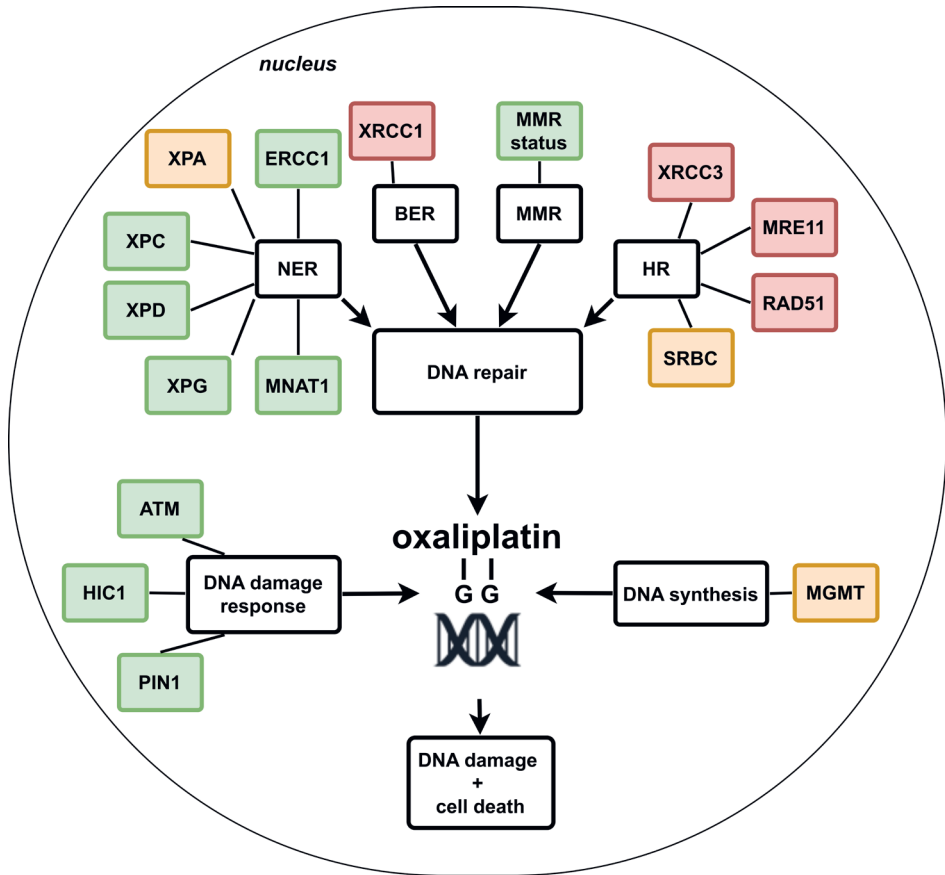 nucleus
XRCC1
MMR
status
XPA
ERCC1
XRCC3
BER
MMR
XPC
MRE11
NER
HR
XPD
RAD51
DNA repair
SRBC
XPG
MNAT1
ATM
oxaliplatin
HIC1
DNA damage
response
G G
DNA synthesis
MGMT
PIN1
DNA damage
+
cell death